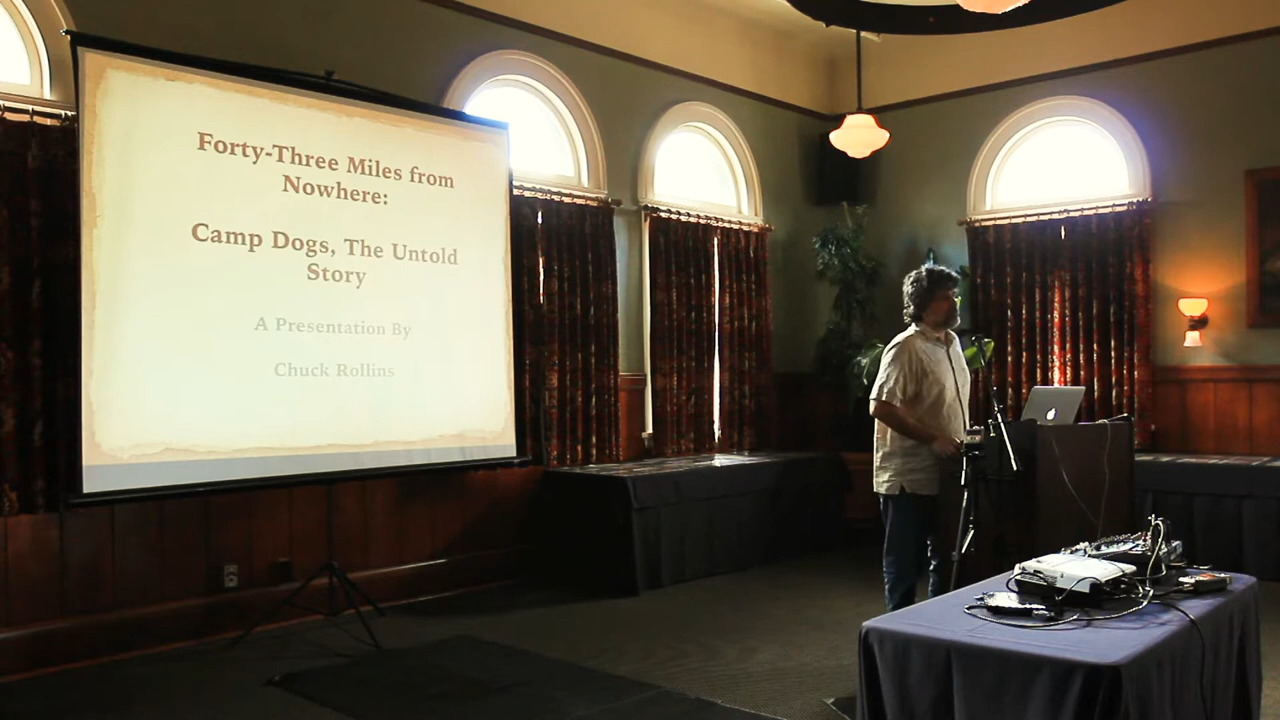 Forty-Three Miles from
Nowhere:
Camp Dogs, The Untold
Story
A Presentation By
Chuck Rollins